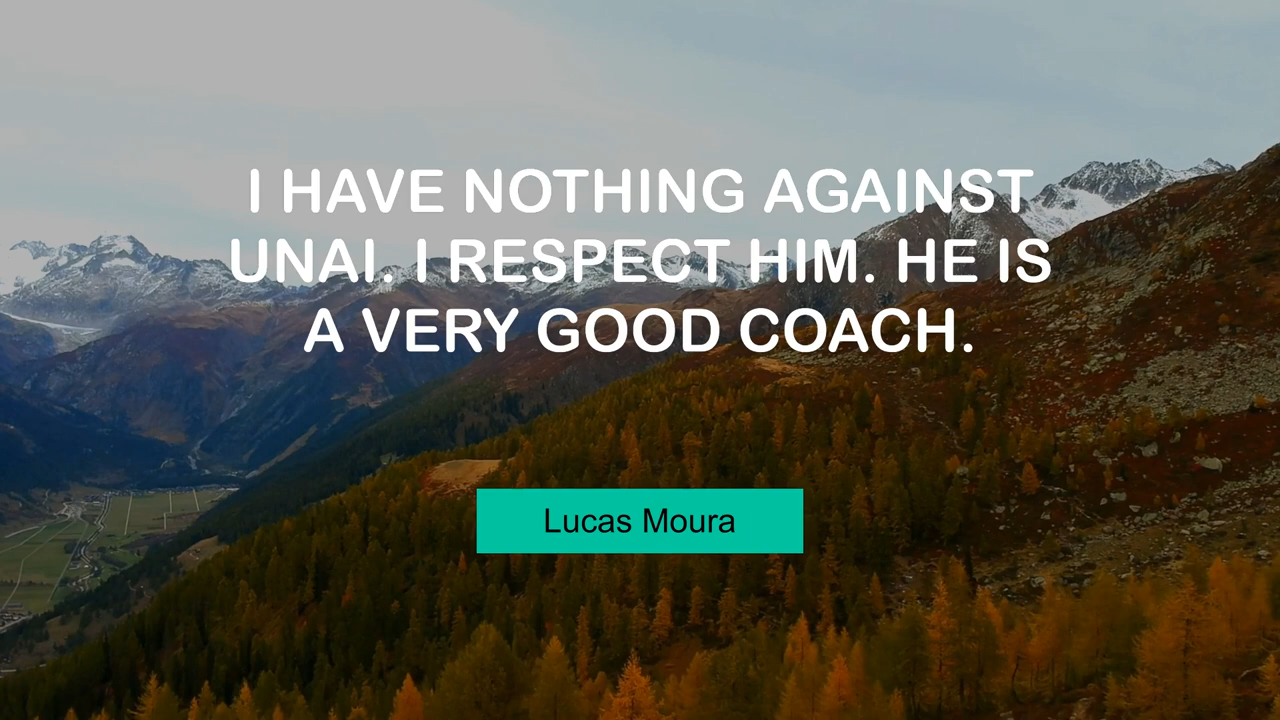 I HAVE NOTHING AGAINST
UNAI. I RESPECT HIM. HE IS
A VERY GOOD COACH.
Lucas Moura